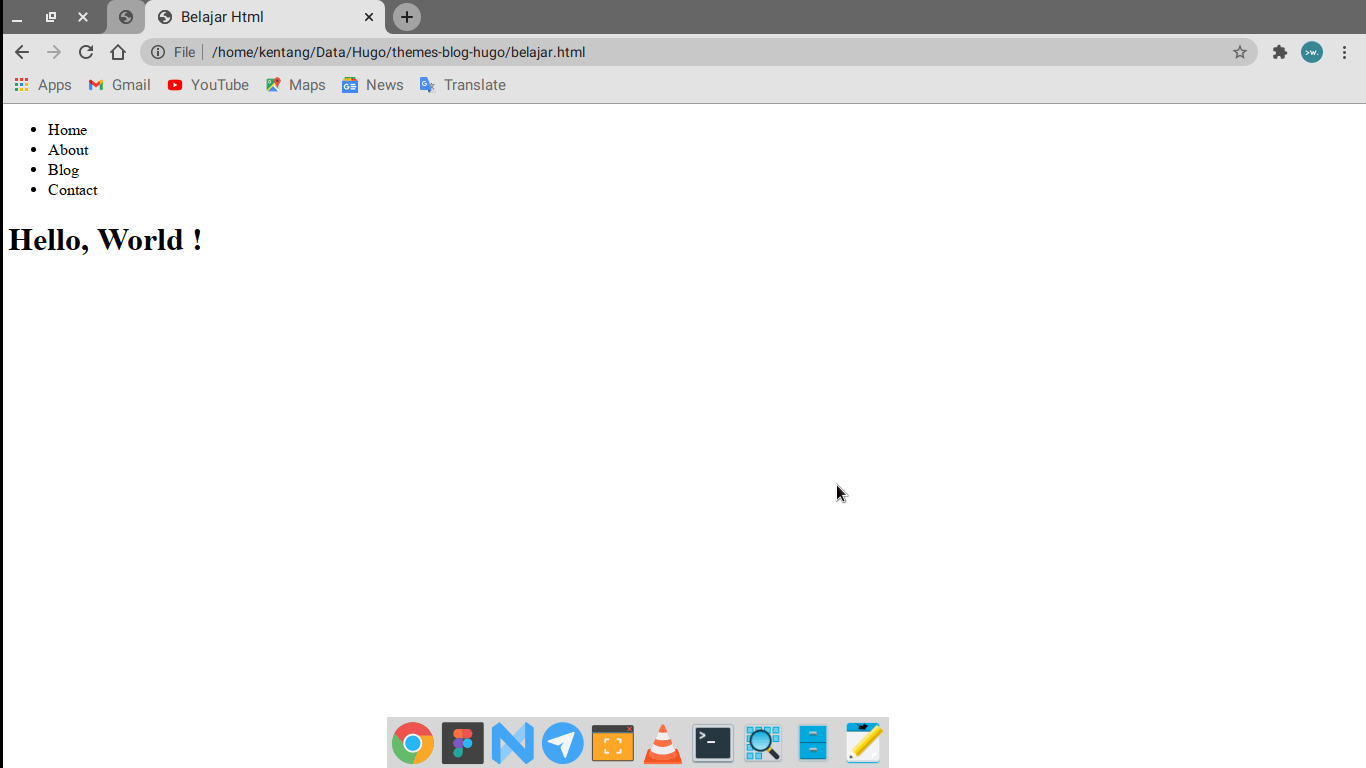 Belajar Html
File /home/kentang/Data/Hugo/themes-blog-hugo/belajar.html
>w.
Apps Gmail YouTube Maps GE News G Translate
Home
About
Blog
Contact
Hello, World !
>_